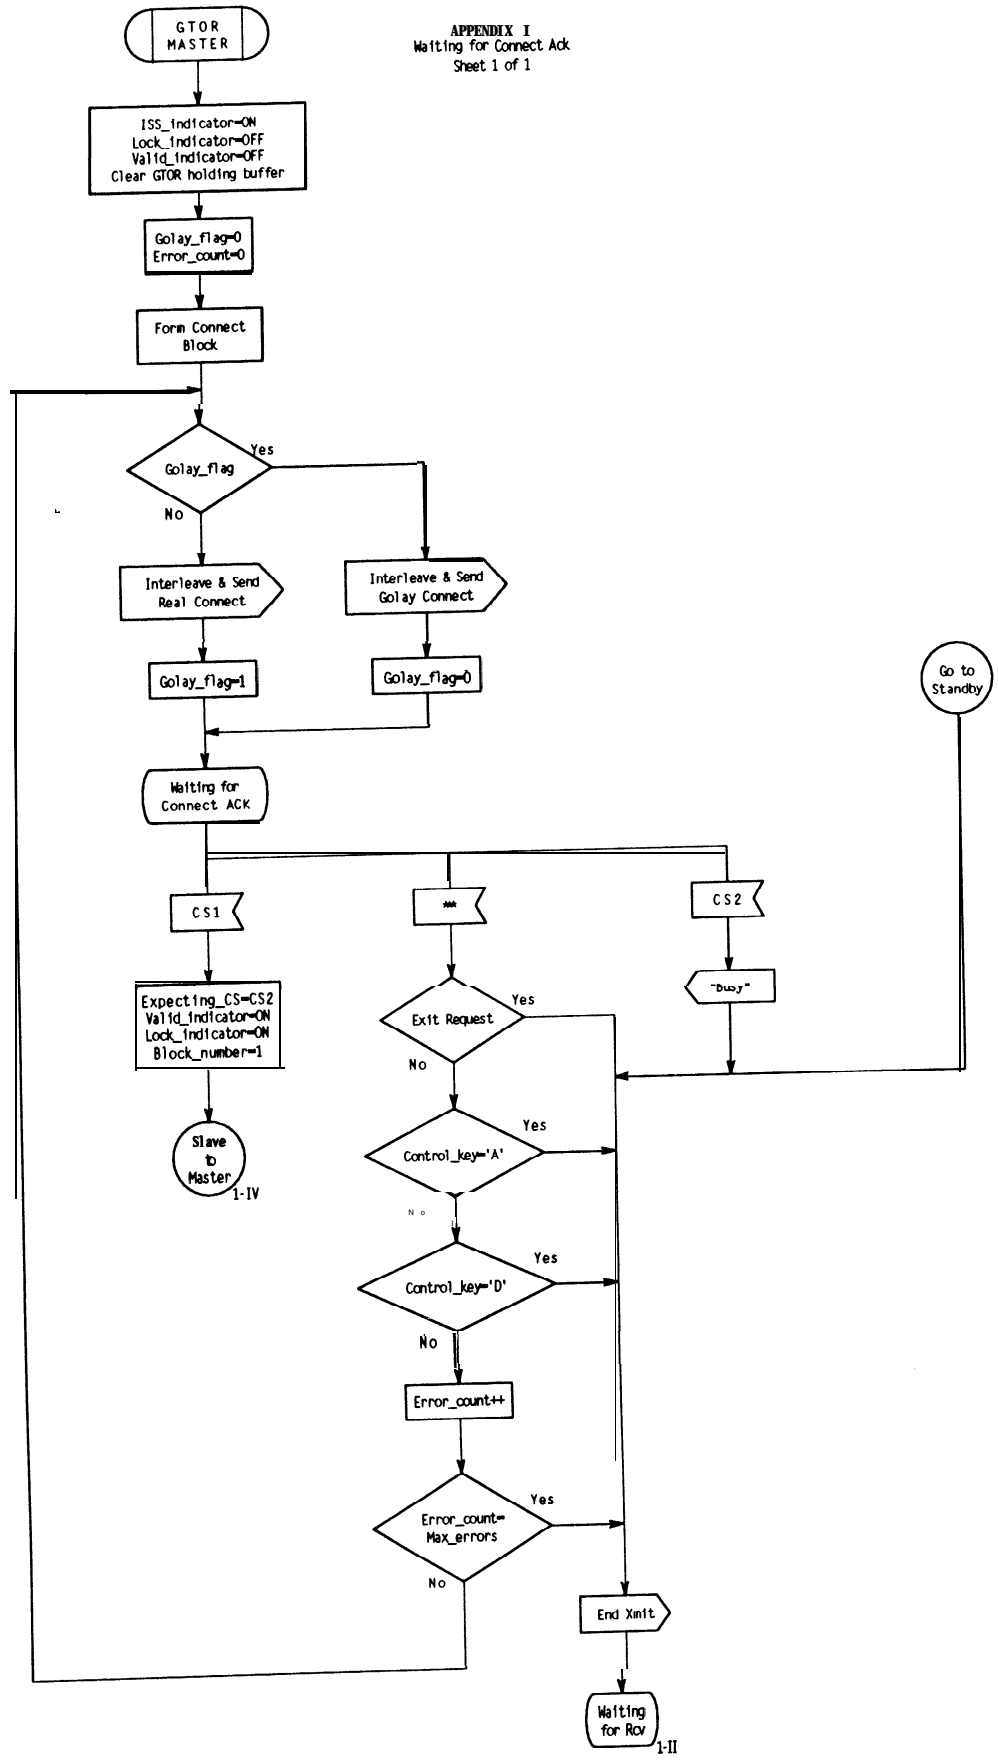 APPENDIX I
Waiting for Connect Ack
Sheet 1 of 1
GTOR
MASTER
ISS_indicator=ON
Lock_indicator=OFF
Valid_indicator=OFF
Clear GTOR holding buffer
Golay_flag=0
Error_count=0
Form Connect
Block
Golay_flag
Yes
No
Interleave & Send
Real Connect
Interleave & Send
Golay Connect
Golay_flag=1
Golay_flag=0
Go to
Standby
Waiting for
Connect ACK
CS1
***
CS2
Expecting_CS=CS2
Valid_indicator=ON
Lock_indicator=ON
Block_number=1
"Busy"
Exit Request
Yes
No
Slave
to
Master
1-IV
Control_key='A'
Yes
No
Control_key='D'
Yes
No
Error_count++
Error_count=
Max_errors
Yes
No
End Xmit
Waiting
for Rcv
1-II